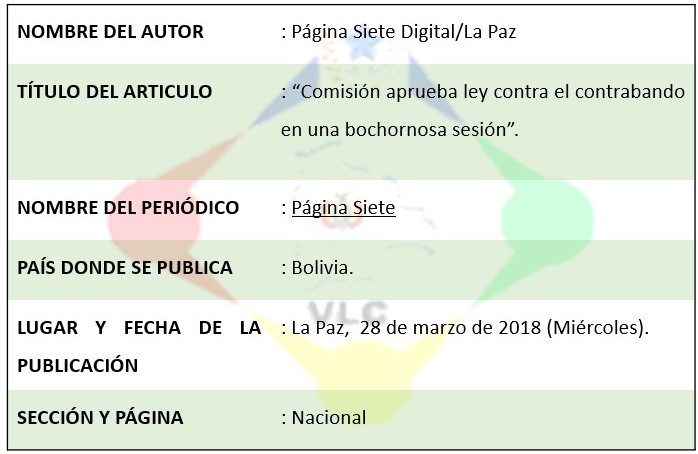 NOMBRE DEL AUTOR : Página Siete Digital/La Paz
TÍTULO DEL ARTICULO : “Comisión aprueba ley contra el contrabando
en una bochornosa sesión”.
NOMBRE DEL PERIÓDICO : Página Siete
PAÍS DONDE SE PUBLICA : Bolivia.
VLC
LUGAR Y FECHA DE LA : La Paz, 28 de marzo de 2018 (Miércoles).
PUBLICACIÓN
SECCIÓN Y PÁGINA : Nacional